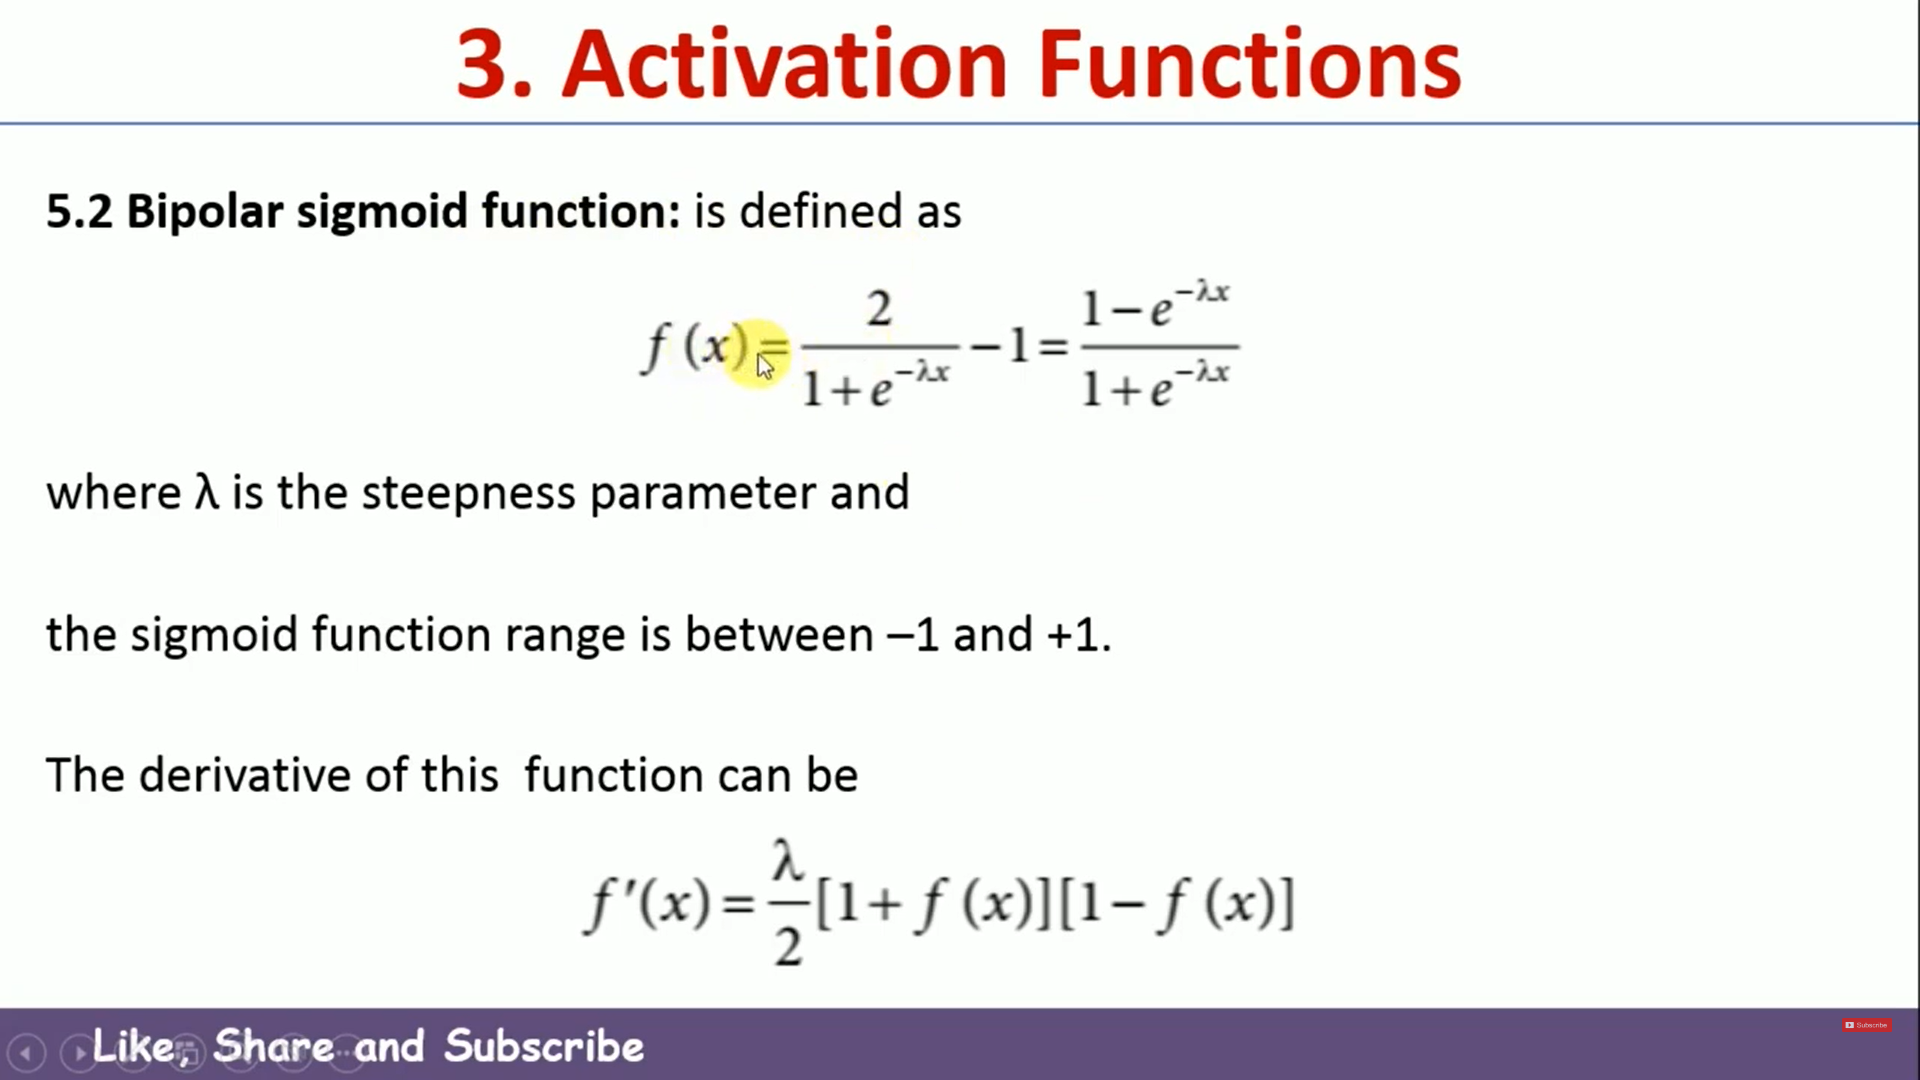 3. Activation Functions
5.2 Bipolar sigmoid function: is defined as
f (x) = 2 / (1 + e^{−λx}) − 1 = (1 − e^{−λx}) / (1 + e^{−λx})
where λ is the steepness parameter and
the sigmoid function range is between –1 and +1.
The derivative of this  function can be
f ′(x) = λ/2 [1 + f (x)][1 − f (x)]
Like, Share and Subscribe
Subscribe